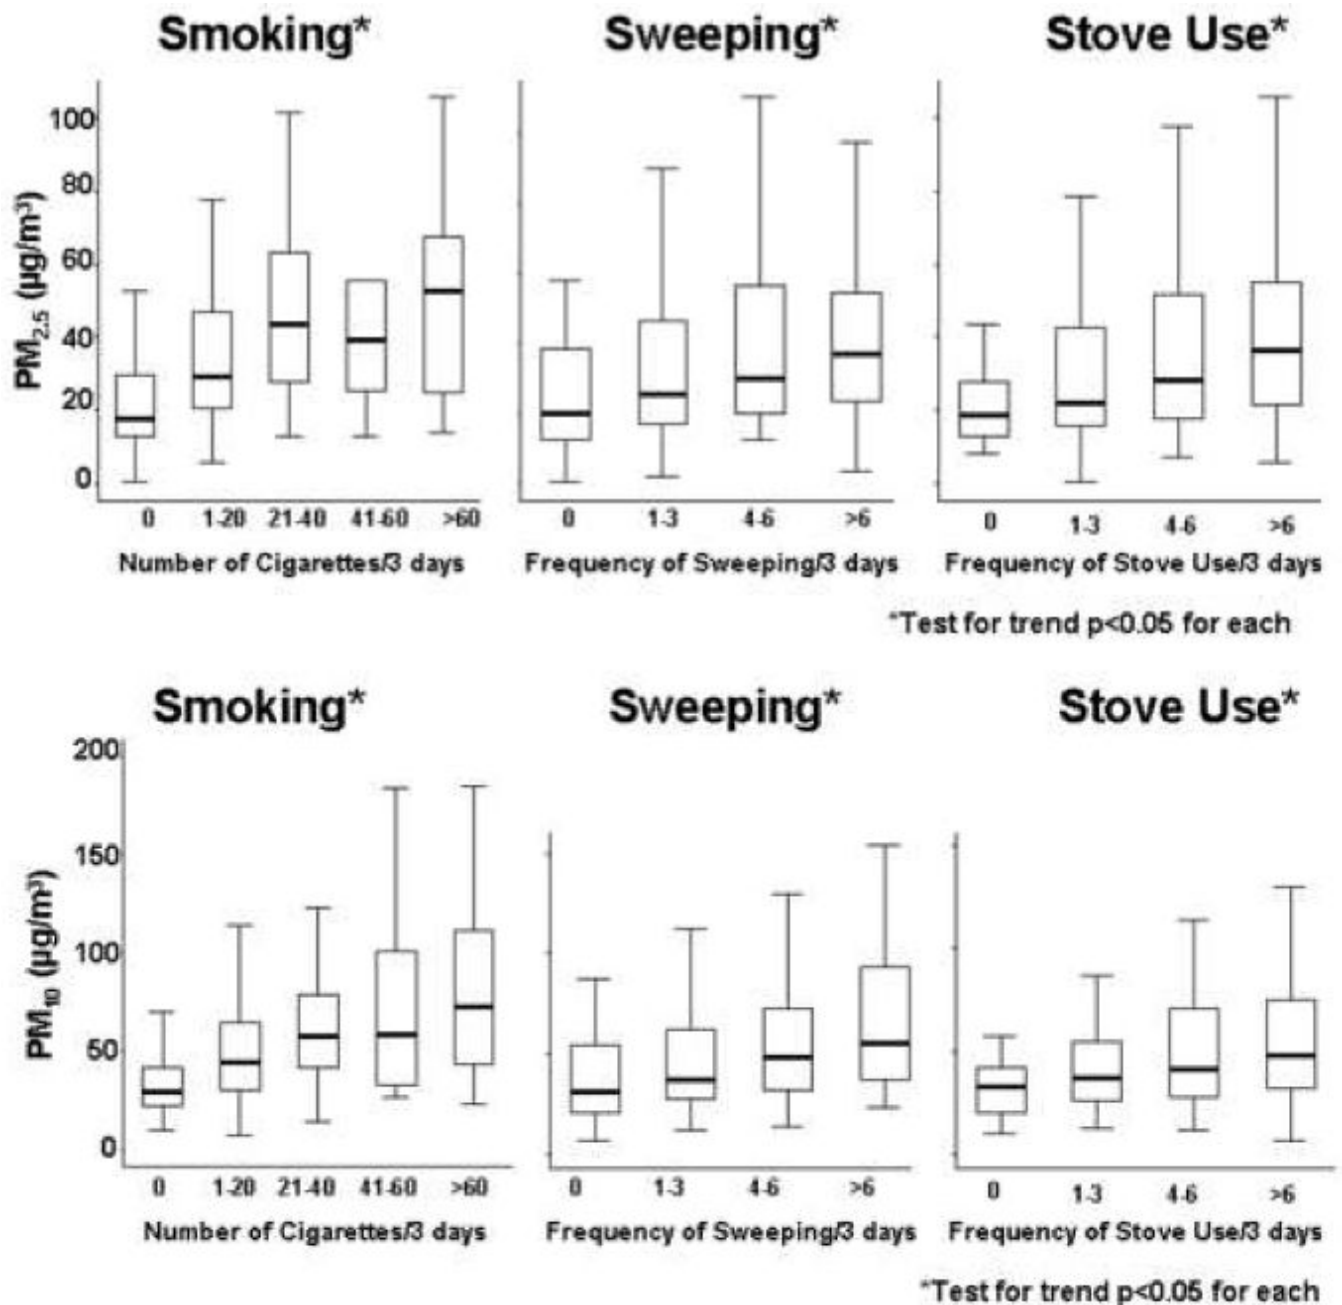 Smoking* Sweeping* Stove Use*
PM2.5 (µg/m³)
100
80
60
40
20
0
0 1-20 21-40 41-60 >60
0 1-3 4-6 >6
0 1-3 4-6 >6
Number of Cigarettes/3 days Frequency of Sweeping/3 days Frequency of Stove Use/3 days
*Test for trend p<0.05 for each
Smoking* Sweeping* Stove Use*
PM10 (µg/m³)
200
150
100
50
0
0 1-20 21-40 41-60 >60
0 1-3 4-6 >6
0 1-3 4-6 >6
Number of Cigarettes/3 days Frequency of Sweeping/3 days Frequency of Stove Use/3 days
*Test for trend p<0.05 for each